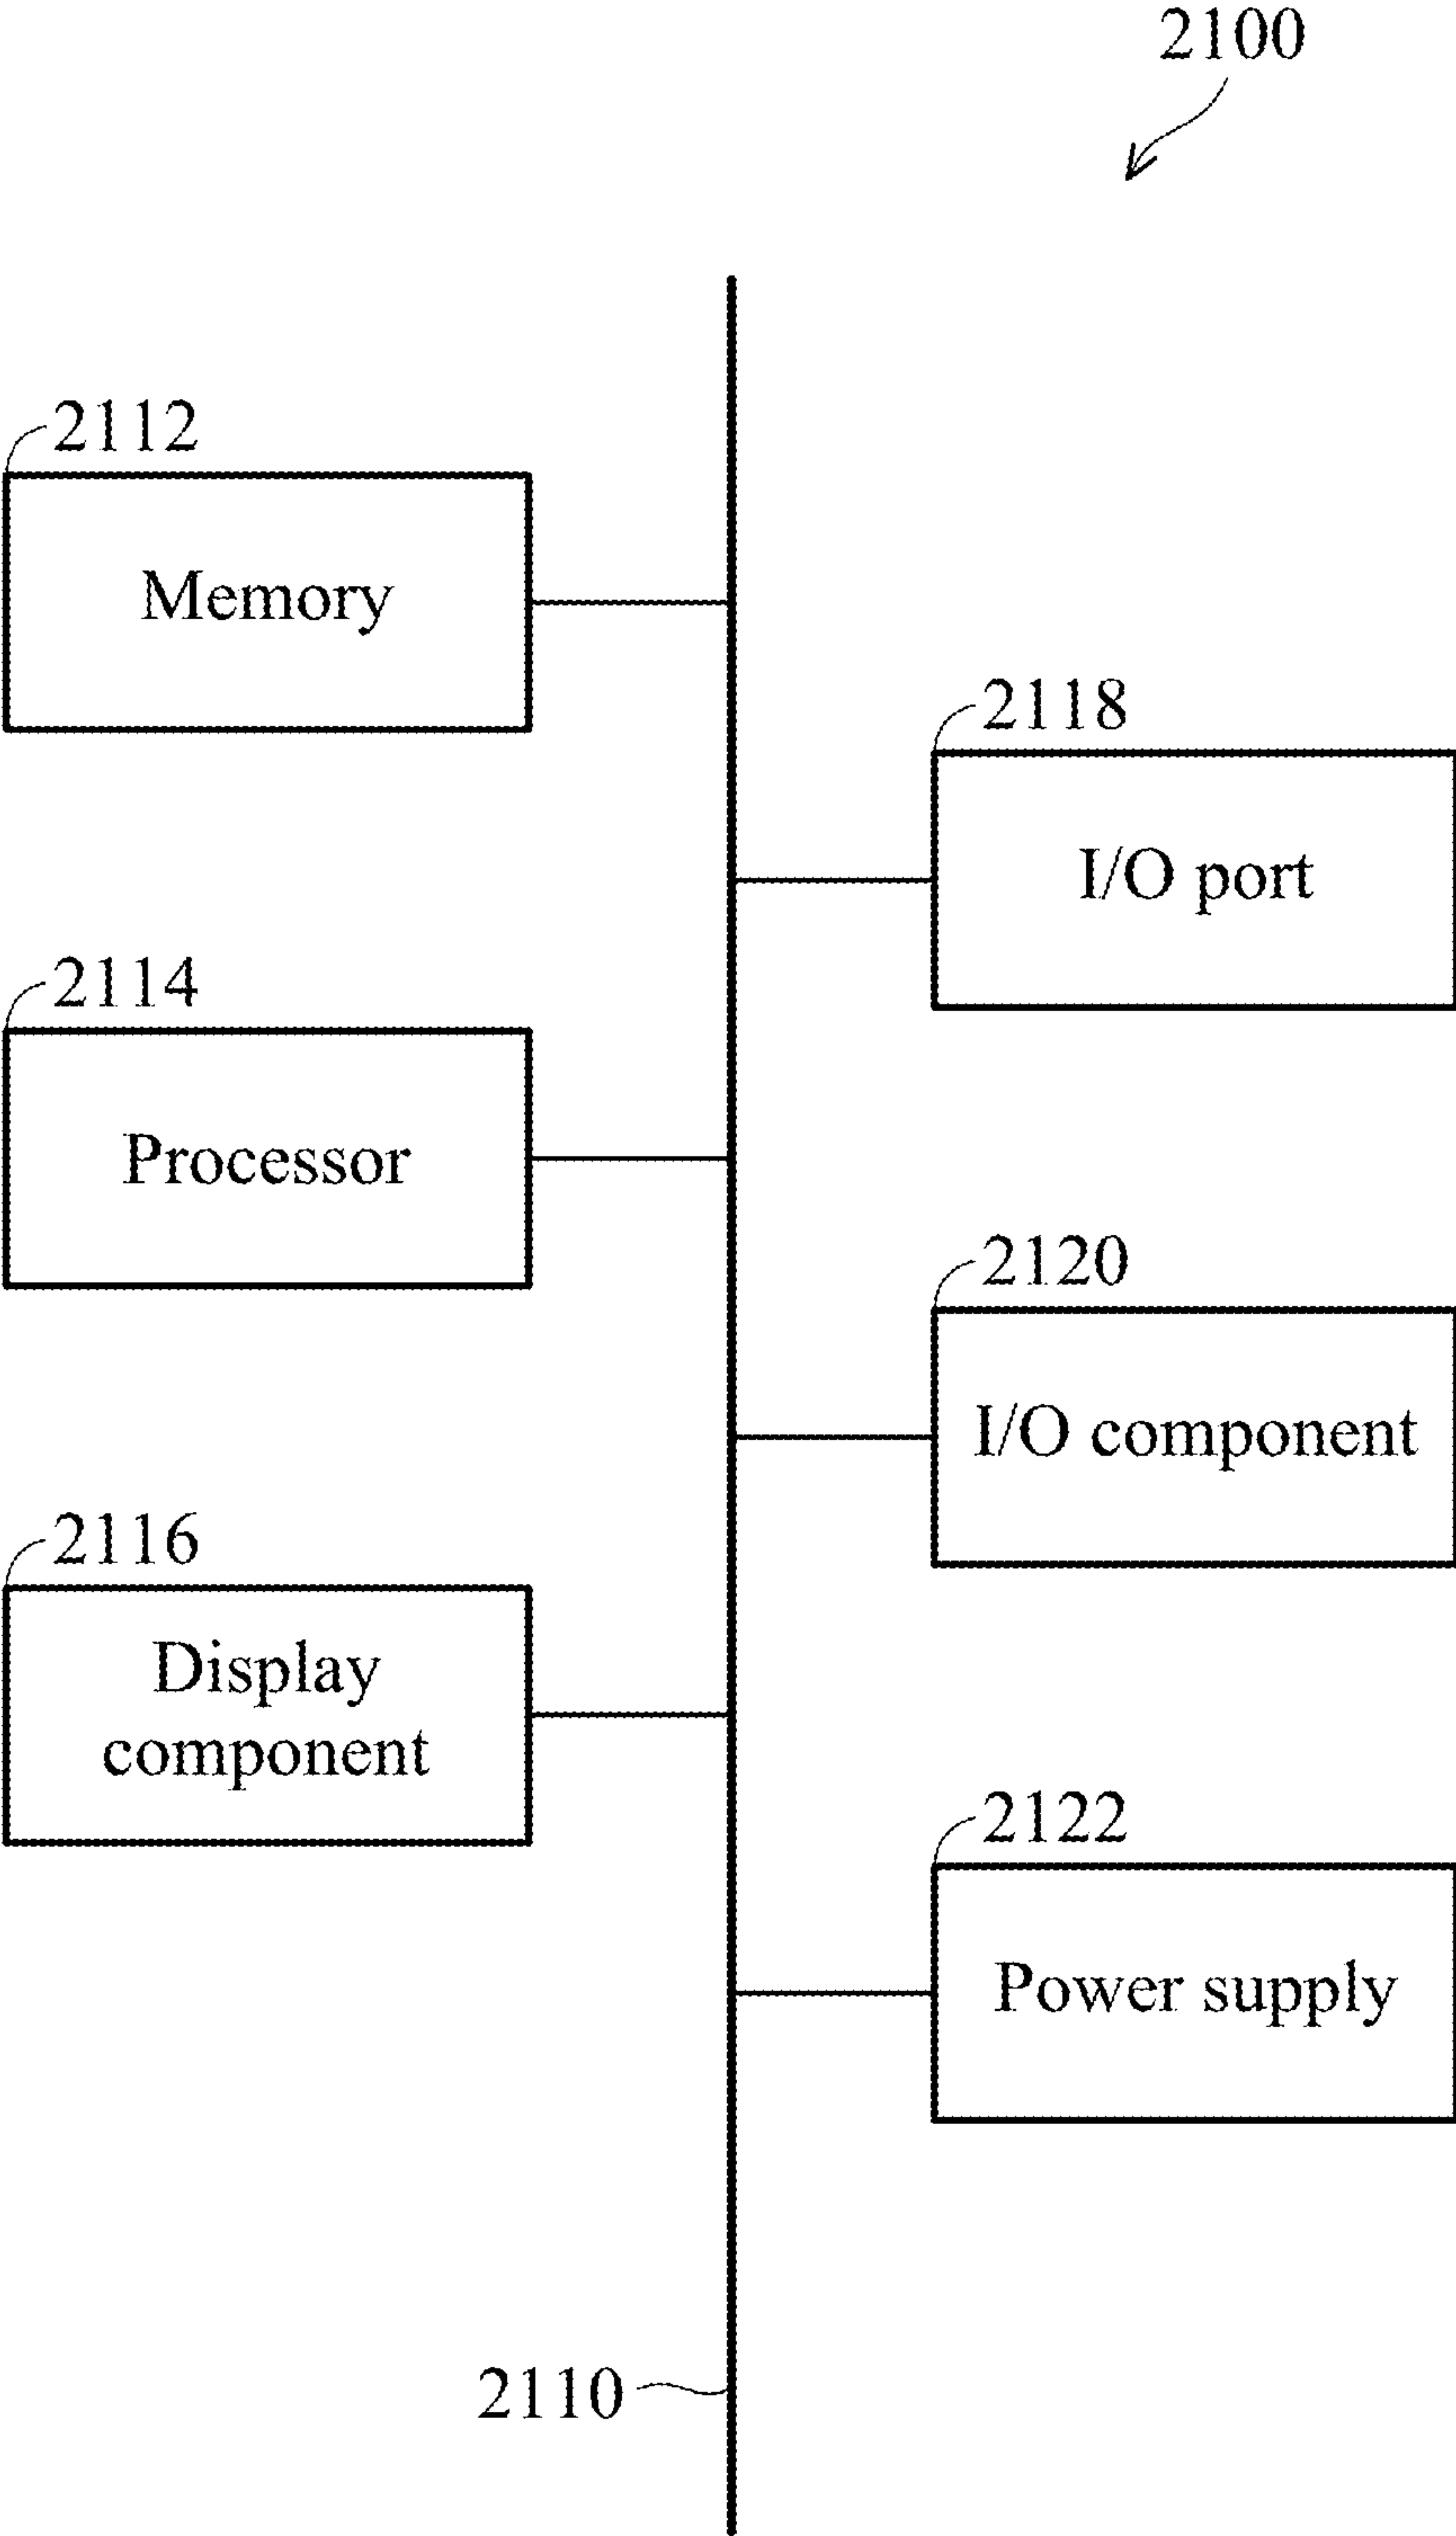 2100
2112
Memory
2118
I/O port
2114
Processor
2120
I/O component
2116
Display
component
2122
Power supply
2110